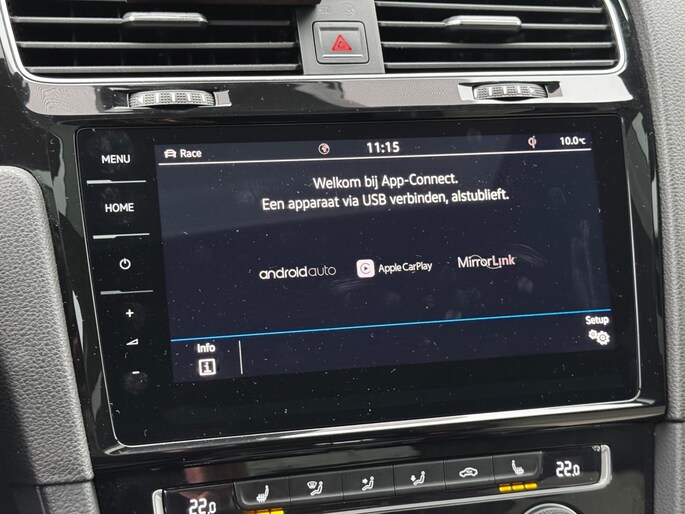 MENU
HOME
Race 11:15 10.0°C
Welkom bij App-Connect.
Een apparaat via USB verbinden, alstublieft.
androidauto Apple CarPlay MirrorLink
Info Setup
22.0 22.0